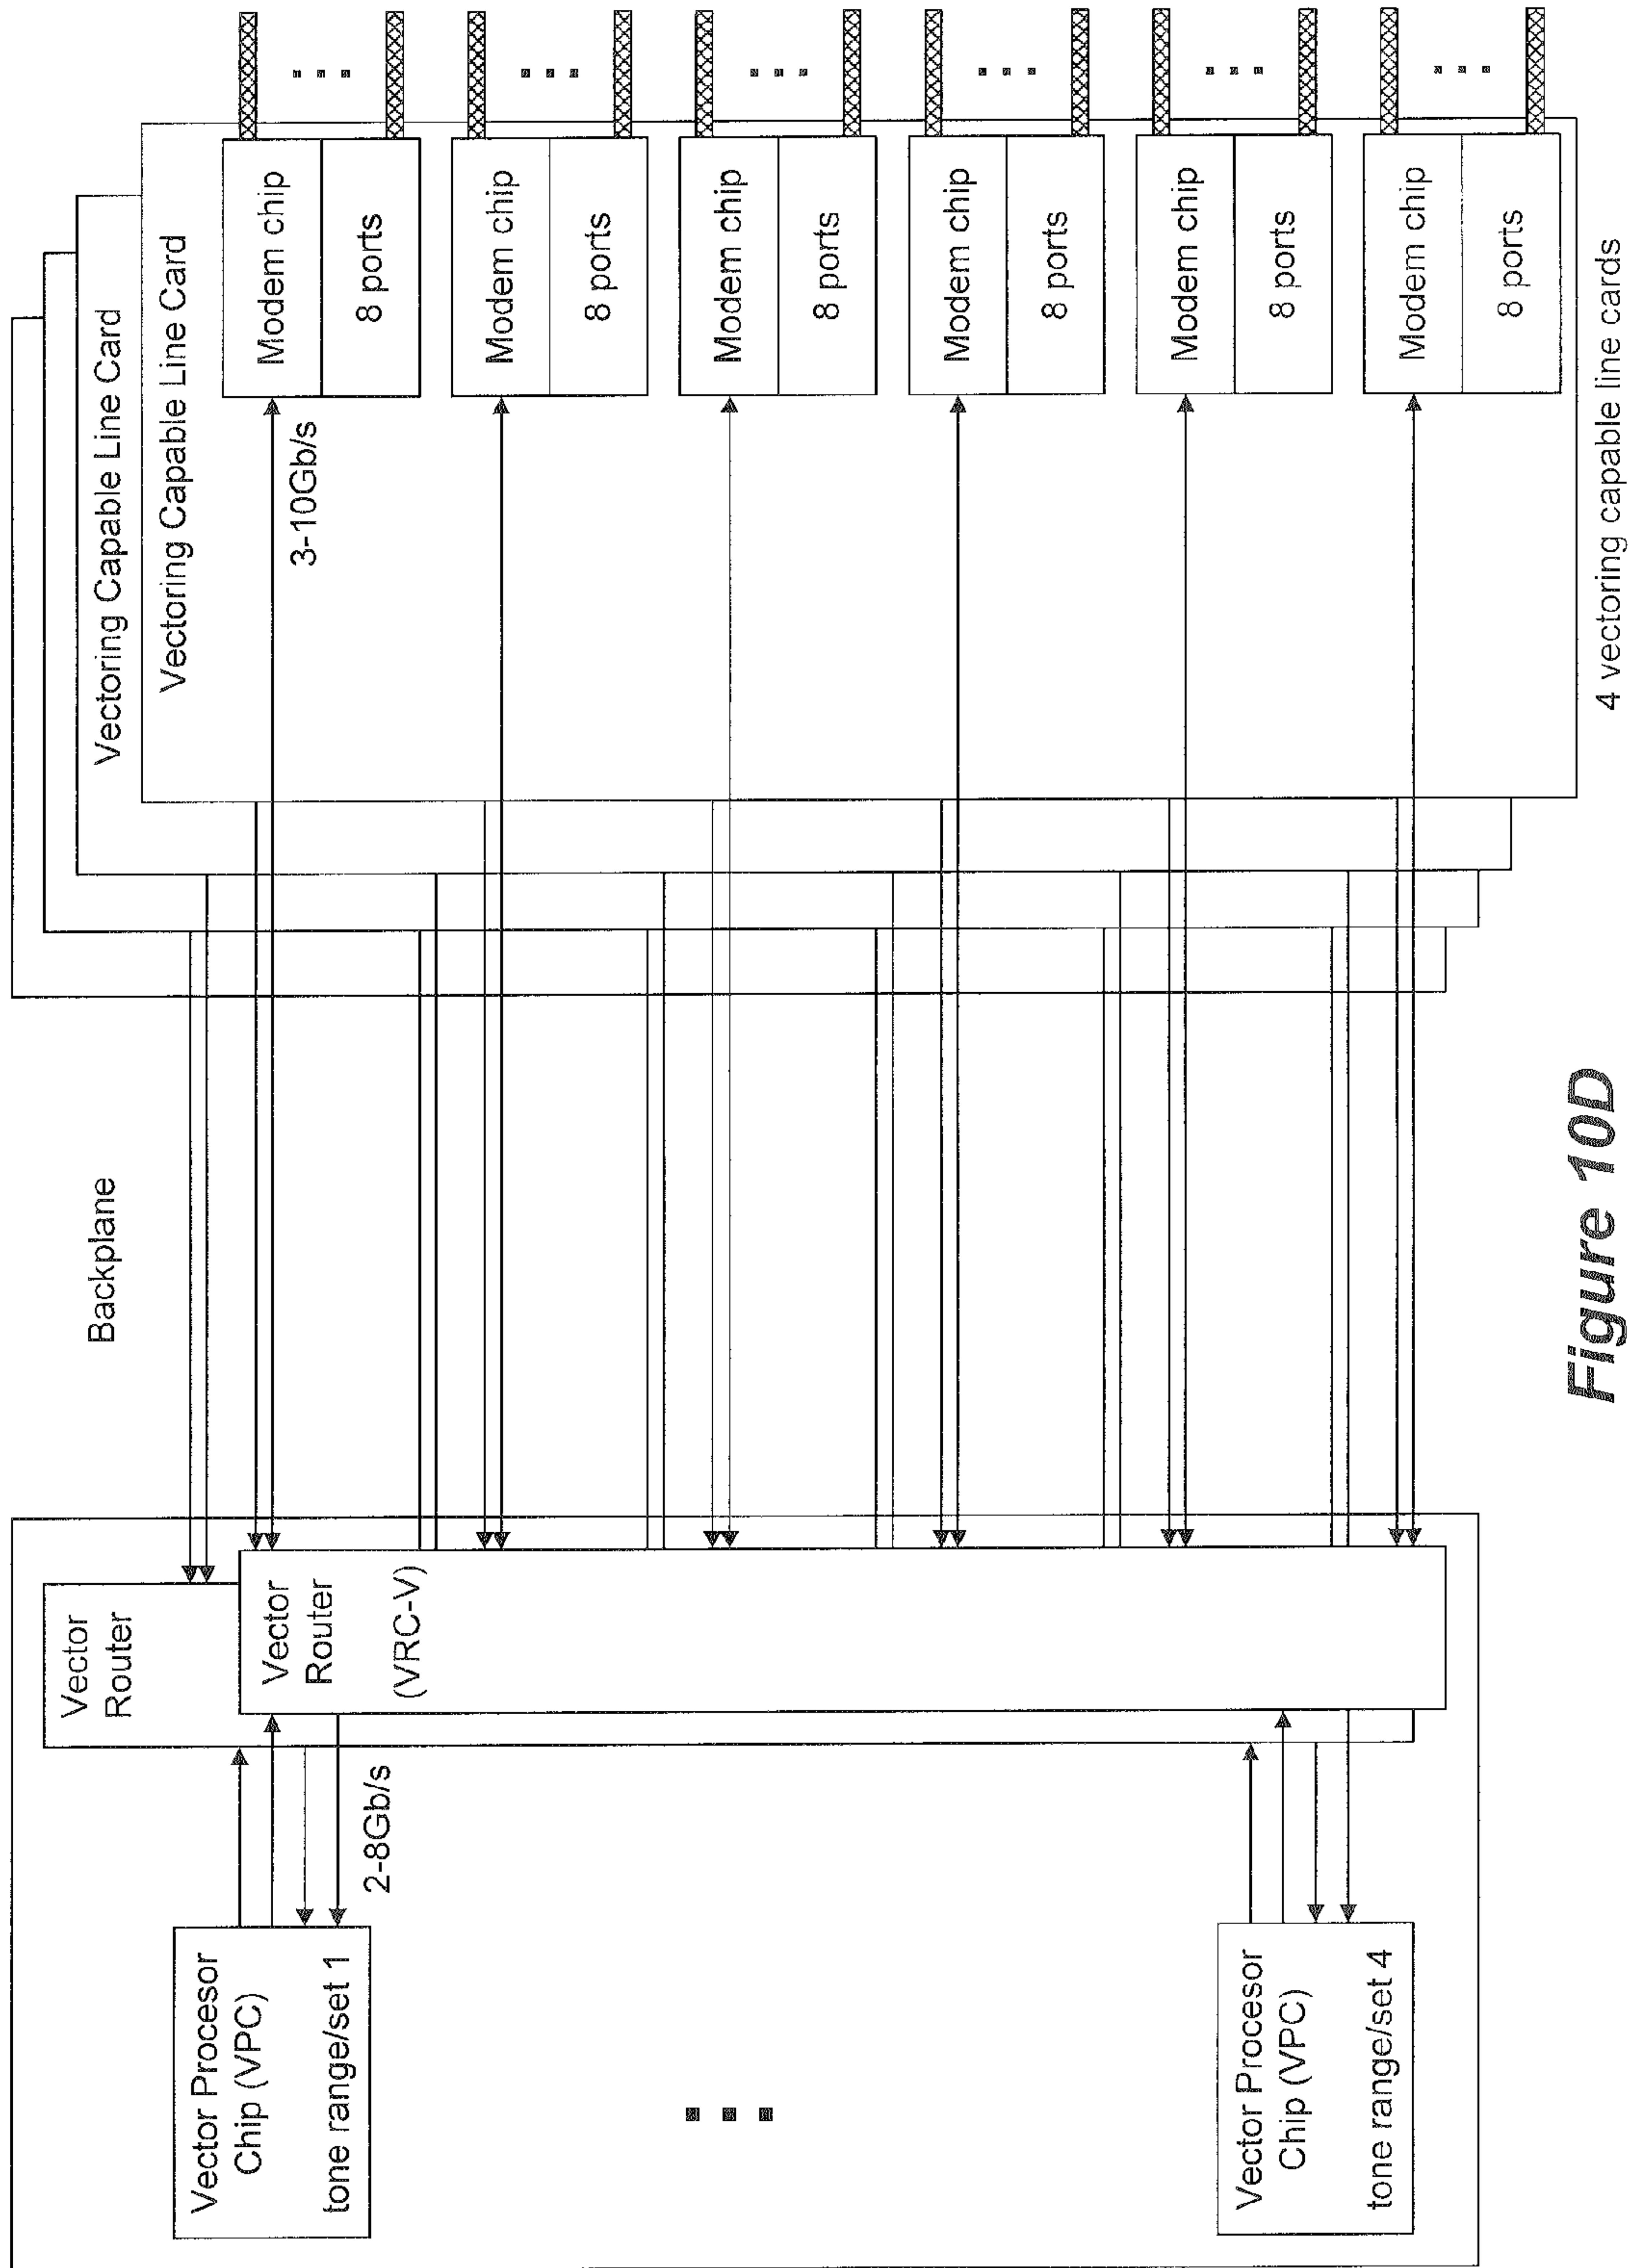 Vector Procesor
Chip (VPC)
tone range/set 1
2-8Gb/s
Vector Procesor
Chip (VPC)
tone range/set 4
Vector
Router
Vector
Router
(VRC-V)
Backplane
Vectoring Capable Line Card
Vectoring Capable Line Card
3-10Gb/s
Modem chip
8 ports
Modem chip
8 ports
Modem chip
8 ports
Modem chip
8 ports
Modem chip
8 ports
Modem chip
8 ports
4 vectoring capable line cards
Figure 10D